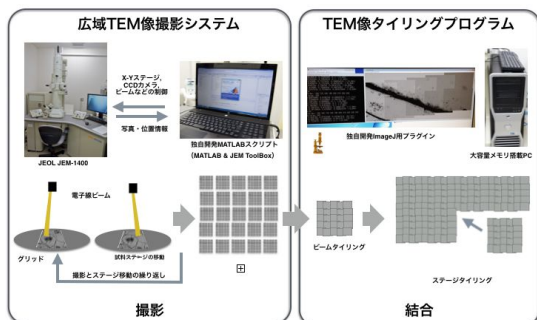 広域TEM像撮影システム
X-Yステージ,
CCDカメラ,
ビームなどの制御
写真・位置情報
JEOL JEM-1400
独自開発MATLABスクリプト
(MATLAB & JEM ToolBox)
電子線ビーム
グリッド
試料ステージの移動
撮影とステージ移動の繰り返し
撮影
TEM像タイリングプログラム
独自開発ImageJ用プラグイン
大容量メモリ搭載PC
ビームタイリング
ステージタイリング
結合